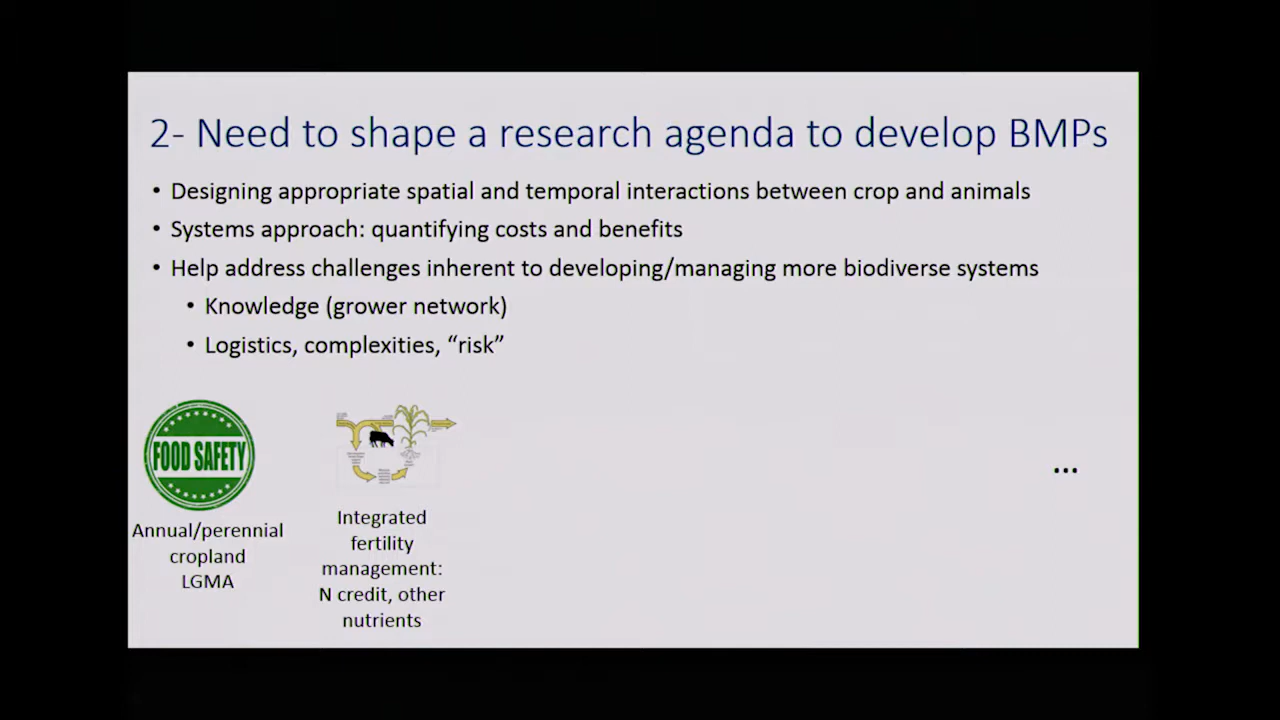 2- Need to shape a research agenda to develop BMPs
• Designing appropriate spatial and temporal interactions between crop and animals
• Systems approach: quantifying costs and benefits
• Help address challenges inherent to developing/managing more biodiverse systems
• Knowledge (grower network)
• Logistics, complexities, “risk”
FOOD SAFETY
Annual/perennial
cropland
LGMA
Integrated
fertility
management:
N credit, other
nutrients
...